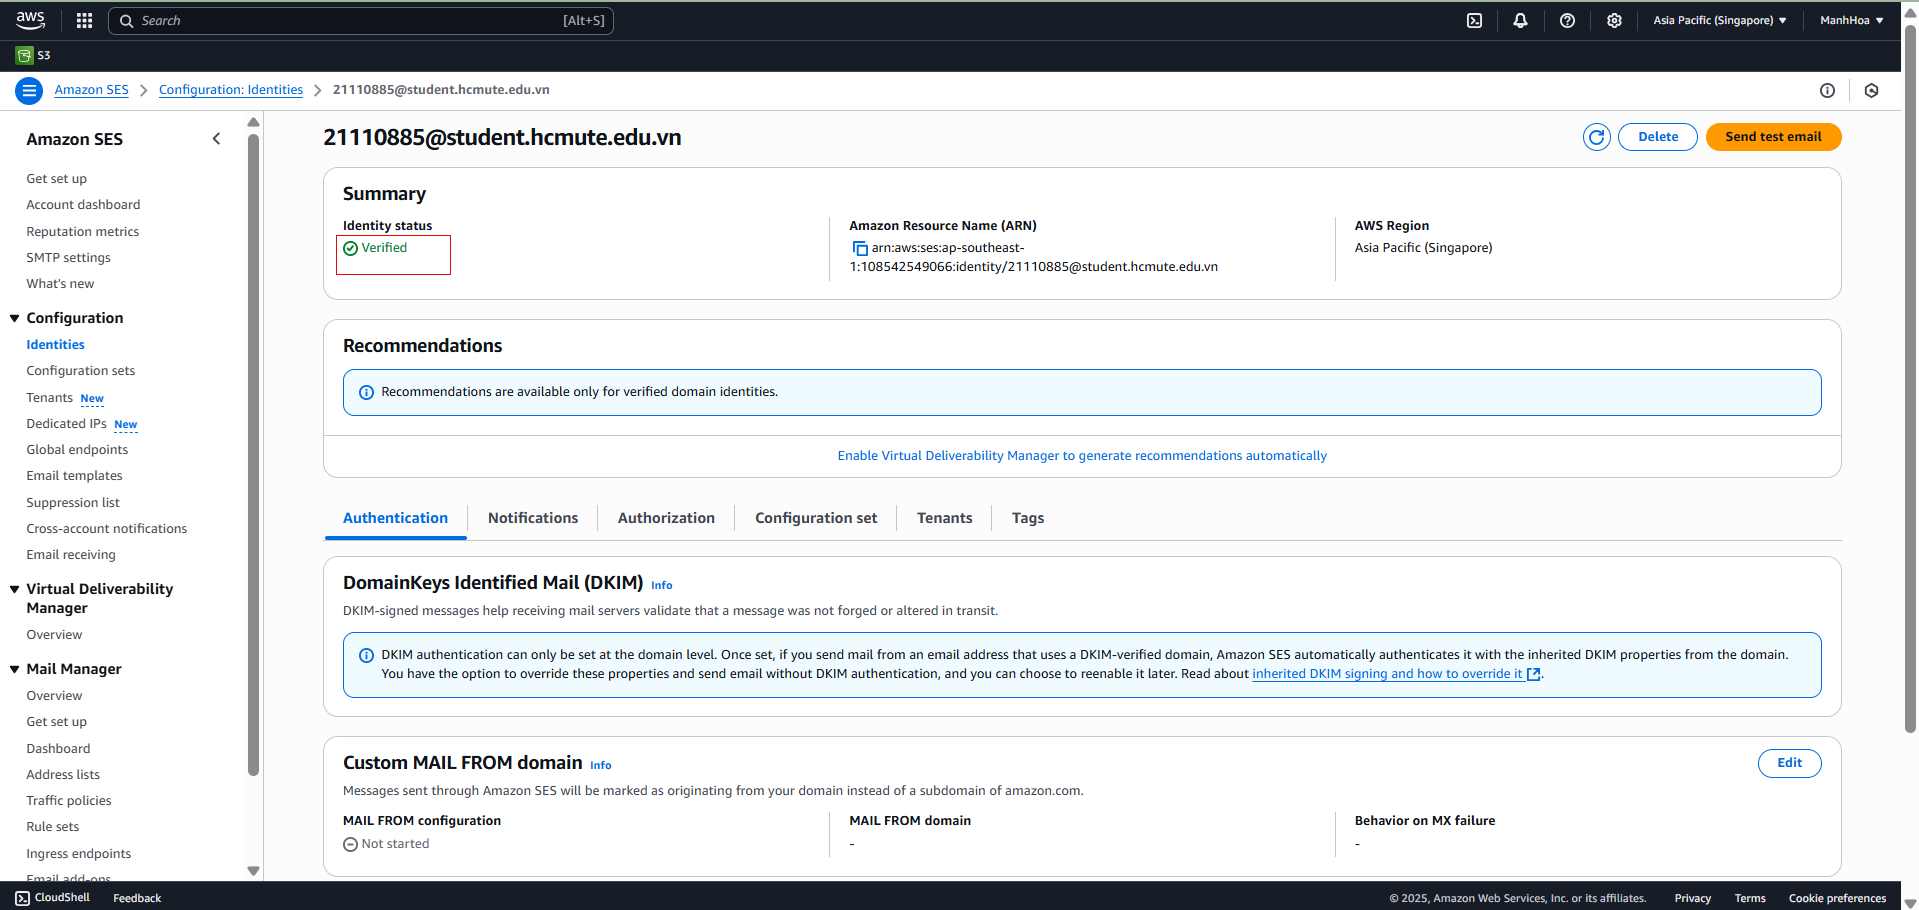 aws
Search
[Alt+S]
Asia Pacific (Singapore)
ManhHoa
S3
Amazon SES
Configuration: Identities
21110885@student.hcmute.edu.vn
Amazon SES
Get set up
Account dashboard
Reputation metrics
SMTP settings
What's new
Configuration
Identities
Configuration sets
Tenants New
Dedicated IPs New
Global endpoints
Email templates
Suppression list
Cross-account notifications
Email receiving
Virtual Deliverability
Manager
Overview
Mail Manager
Overview
Get set up
Dashboard
Address lists
Traffic policies
Rule sets
Ingress endpoints
Email add-ons
21110885@student.hcmute.edu.vn
Delete
Send test email
Summary
Identity status
Verified
Amazon Resource Name (ARN)
arn:aws:ses:ap-southeast-
1:108542549066:identity/21110885@student.hcmute.edu.vn
AWS Region
Asia Pacific (Singapore)
Recommendations
Recommendations are available only for verified domain identities.
Enable Virtual Deliverability Manager to generate recommendations automatically
Authentication
Notifications
Authorization
Configuration set
Tenants
Tags
DomainKeys Identified Mail (DKIM) Info
DKIM-signed messages help receiving mail servers validate that a message was not forged or altered in transit.
DKIM authentication can only be set at the domain level. Once set, if you send mail from an email address that uses a DKIM-verified domain, Amazon SES automatically authenticates it with the inherited DKIM properties from the domain.
You have the option to override these properties and send email without DKIM authentication, and you can choose to reenable it later. Read about inherited DKIM signing and how to override it.
Custom MAIL FROM domain Info
Edit
Messages sent through Amazon SES will be marked as originating from your domain instead of a subdomain of amazon.com.
MAIL FROM configuration
Not started
MAIL FROM domain
-
Behavior on MX failure
-
CloudShell
Feedback
© 2025, Amazon Web Services, Inc. or its affiliates.
Privacy
Terms
Cookie preferences